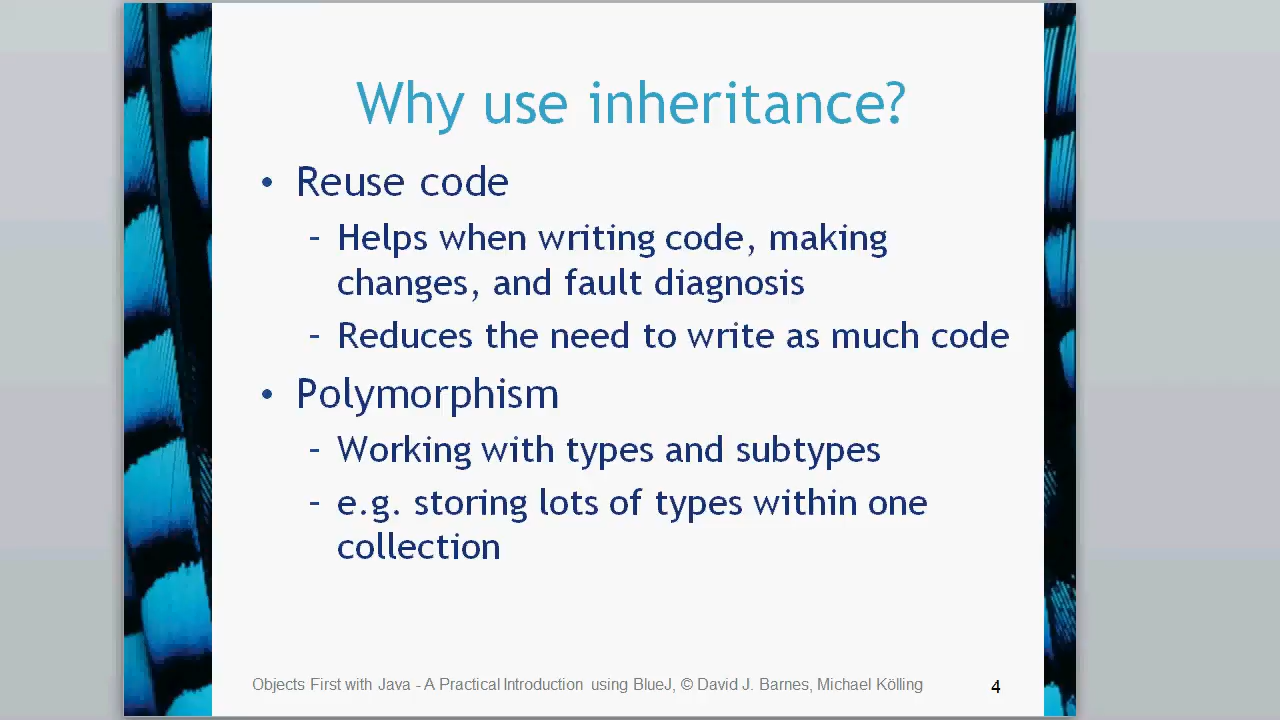 Why use inheritance?
• Reuse code
- Helps when writing code, making
changes, and fault diagnosis
- Reduces the need to write as much code
• Polymorphism
- Working with types and subtypes
- e.g. storing lots of types within one
collection
Objects First with Java - A Practical Introduction using BlueJ, © David J. Barnes, Michael Kölling
4